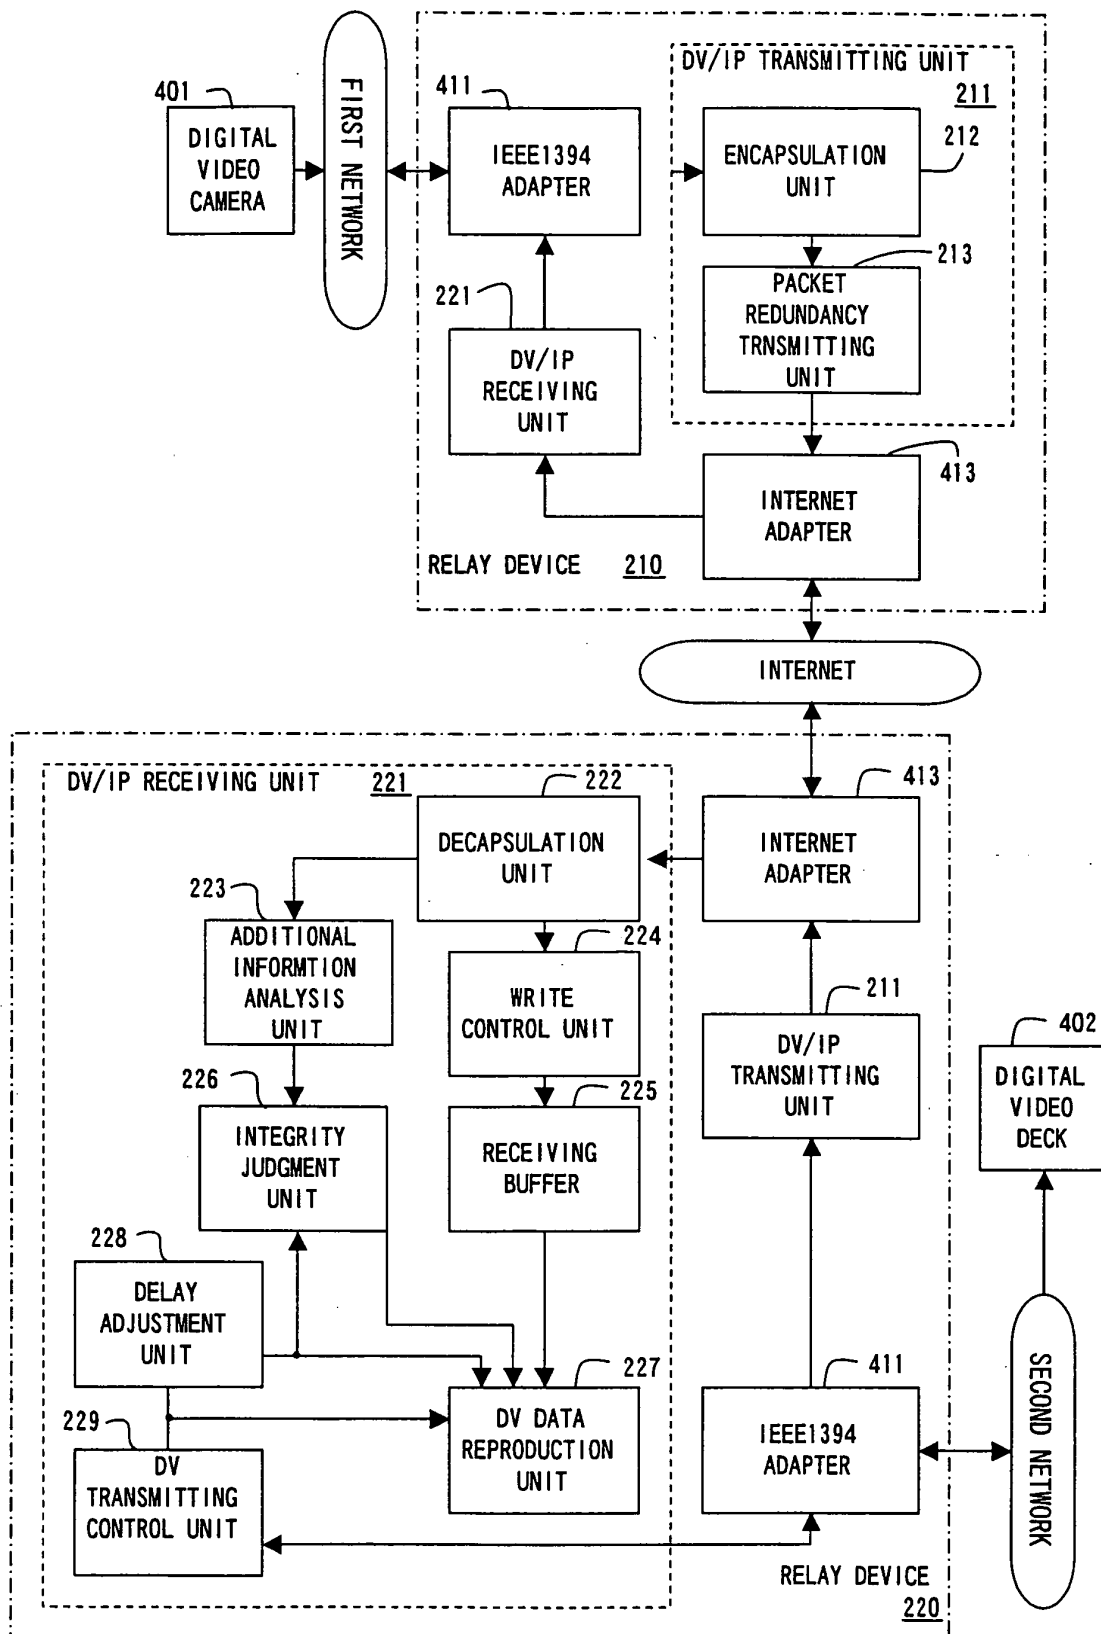 401
DIGITAL
VIDEO
CAMERA
FIRST NETWORK
411
IEEE1394
ADAPTER
DV/IP TRANSMITTING UNIT
211
ENCAPSULATION
UNIT
212
213
PACKET
REDUNDANCY
TRNSMITTING
UNIT
221
DV/IP
RECEIVING
UNIT
413
INTERNET
ADAPTER
RELAY DEVICE 210
INTERNET
DV/IP RECEIVING UNIT 221
222
DECAPSULATION
UNIT
413
INTERNET
ADAPTER
223
ADDITIONAL
INFORMTION
ANALYSIS
UNIT
224
WRITE
CONTROL UNIT
211
DV/IP
TRANSMITTING
UNIT
402
DIGITAL
VIDEO
DECK
226
INTEGRITY
JUDGMENT
UNIT
225
RECEIVING
BUFFER
228
DELAY
ADJUSTMENT
UNIT
227
DV DATA
REPRODUCTION
UNIT
411
IEEE1394
ADAPTER
SECOND NETWORK
229
DV
TRANSMITTING
CONTROL UNIT
RELAY DEVICE
220